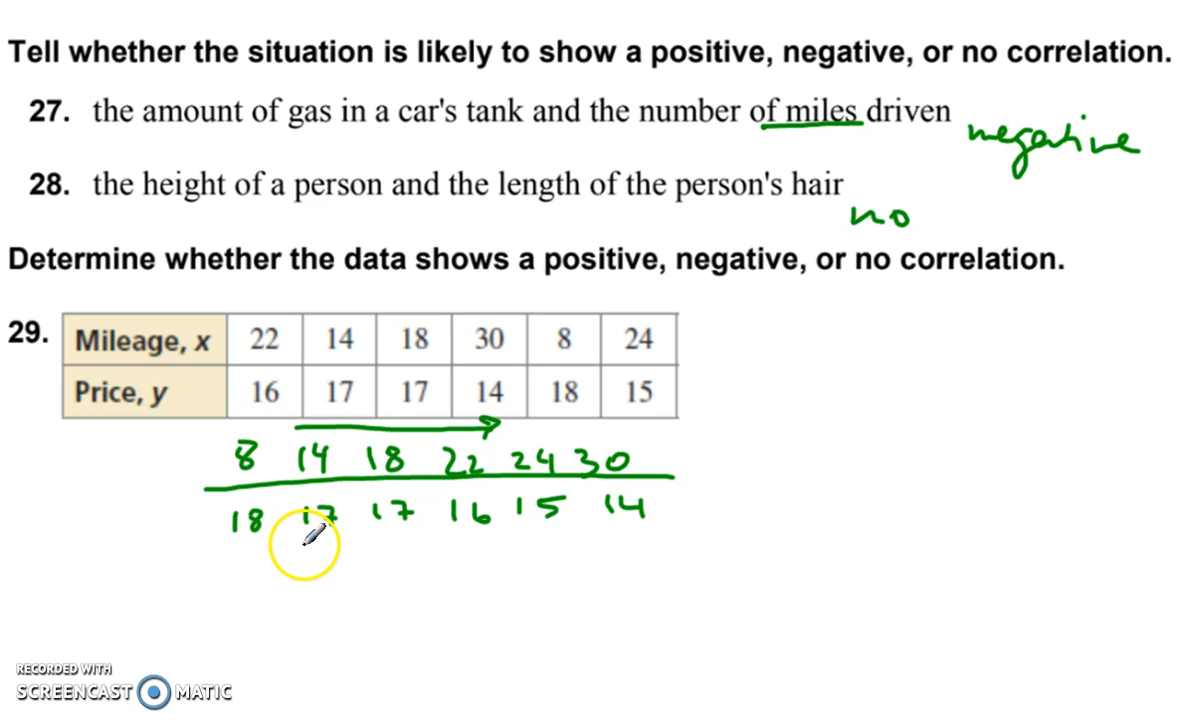 Tell whether the situation is likely to show a positive, negative, or no correlation.
27. the amount of gas in a car's tank and the number of miles driven
negative
28. the height of a person and the length of the person's hair
no
Determine whether the data shows a positive, negative, or no correlation.
29. Mileage, x 22 14 18 30 8 24
Price, y 16 17 17 14 18 15
8 14 18 22 24 30
18 17 17 16 15 14
RECORDED WITH
SCREENCAST MATIC